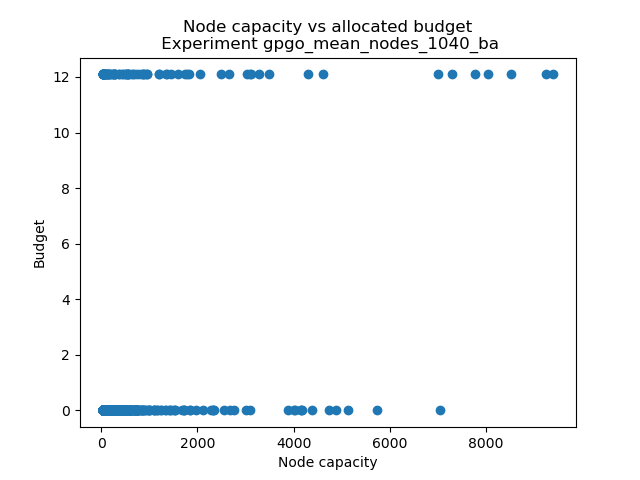 Node capacity vs allocated budget
Experiment gpgo_mean_nodes_1040_ba
12
10
8
6
4
2
0
Budget
0 2000 4000 6000 8000
Node capacity